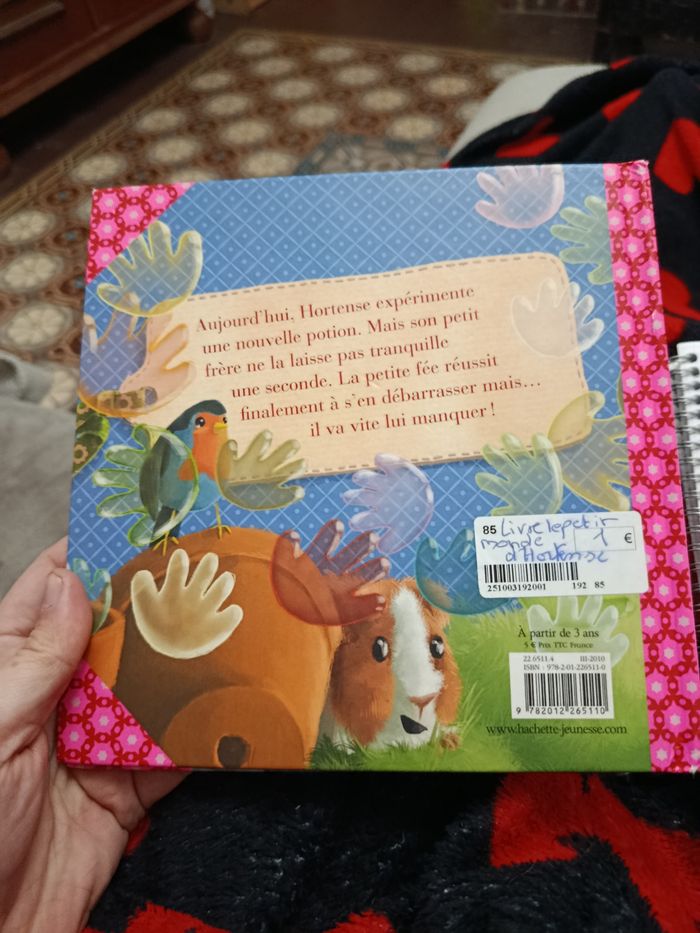 Aujourd'hui, Hortense expérimente
une nouvelle potion. Mais son petit
frère ne la laisse pas tranquille
une seconde. La petite fée réussit
finalement à s'en débarrasser mais...
il va vite lui manquer !
85 Livre le petit
monde 1 €
d'Hortense
251003192001 192 85
À partir de 3 ans
5 € Prix TTC France
22.6511.4 III-2010
ISBN : 978-2-01-226511-0
9 782012 265110
www.hachette-jeunesse.com